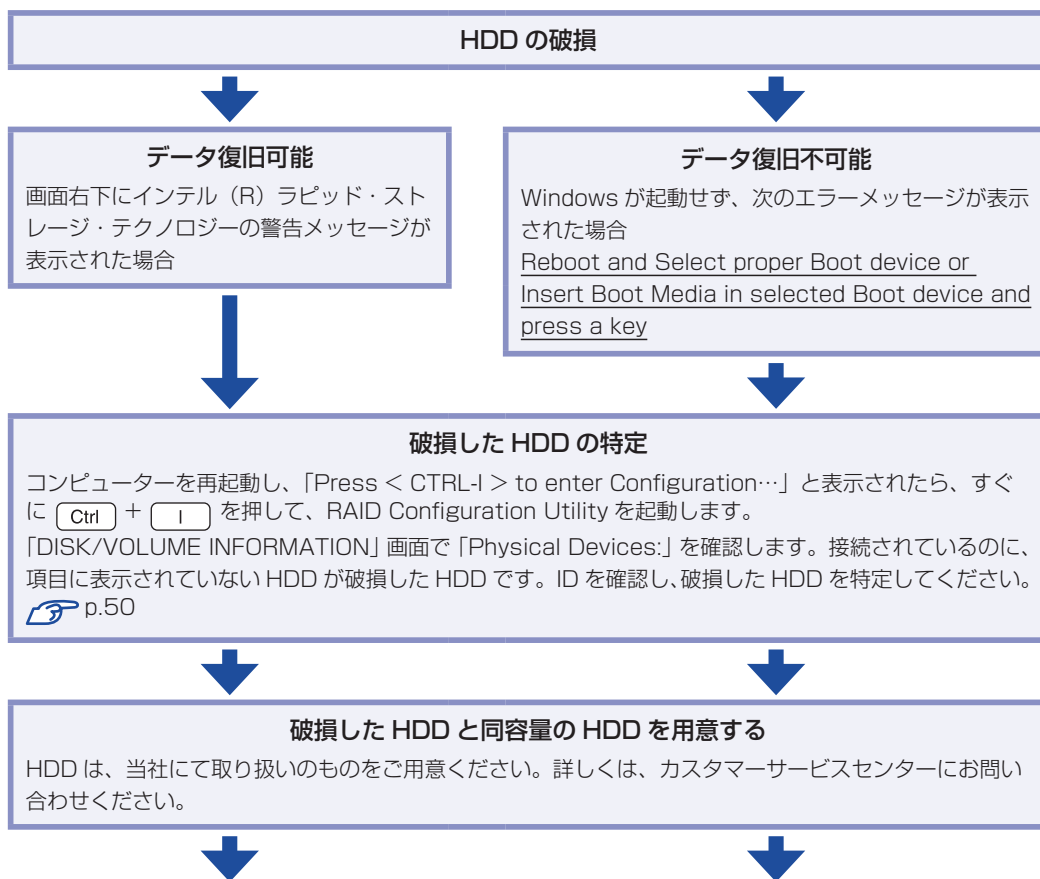 HDD の破損
データ復旧可能
画面右下にインテル（R）ラピッド・スト
レージ・テクノロジーの警告メッセージが
表示された場合
データ復旧不可能
Windows が起動せず、次のエラーメッセージが表示
された場合
Reboot and Select proper Boot device or
Insert Boot Media in selected Boot device and
press a key
破損した HDD の特定
コンピューターを再起動し、「Press < CTRL-I > to enter Configuration…」と表示されたら、すぐ
に Ctrl + I を押して、RAID Configuration Utility を起動します。
「DISK/VOLUME INFORMATION」画面で「Physical Devices:」を確認します。接続されているのに、
項目に表示されていない HDD が破損した HDD です。ID を確認し、破損した HDD を特定してください。
p.50
破損した HDD と同容量の HDD を用意する
HDD は、当社にて取り扱いのものをご用意ください。詳しくは、カスタマーサービスセンターにお問い
合わせください。